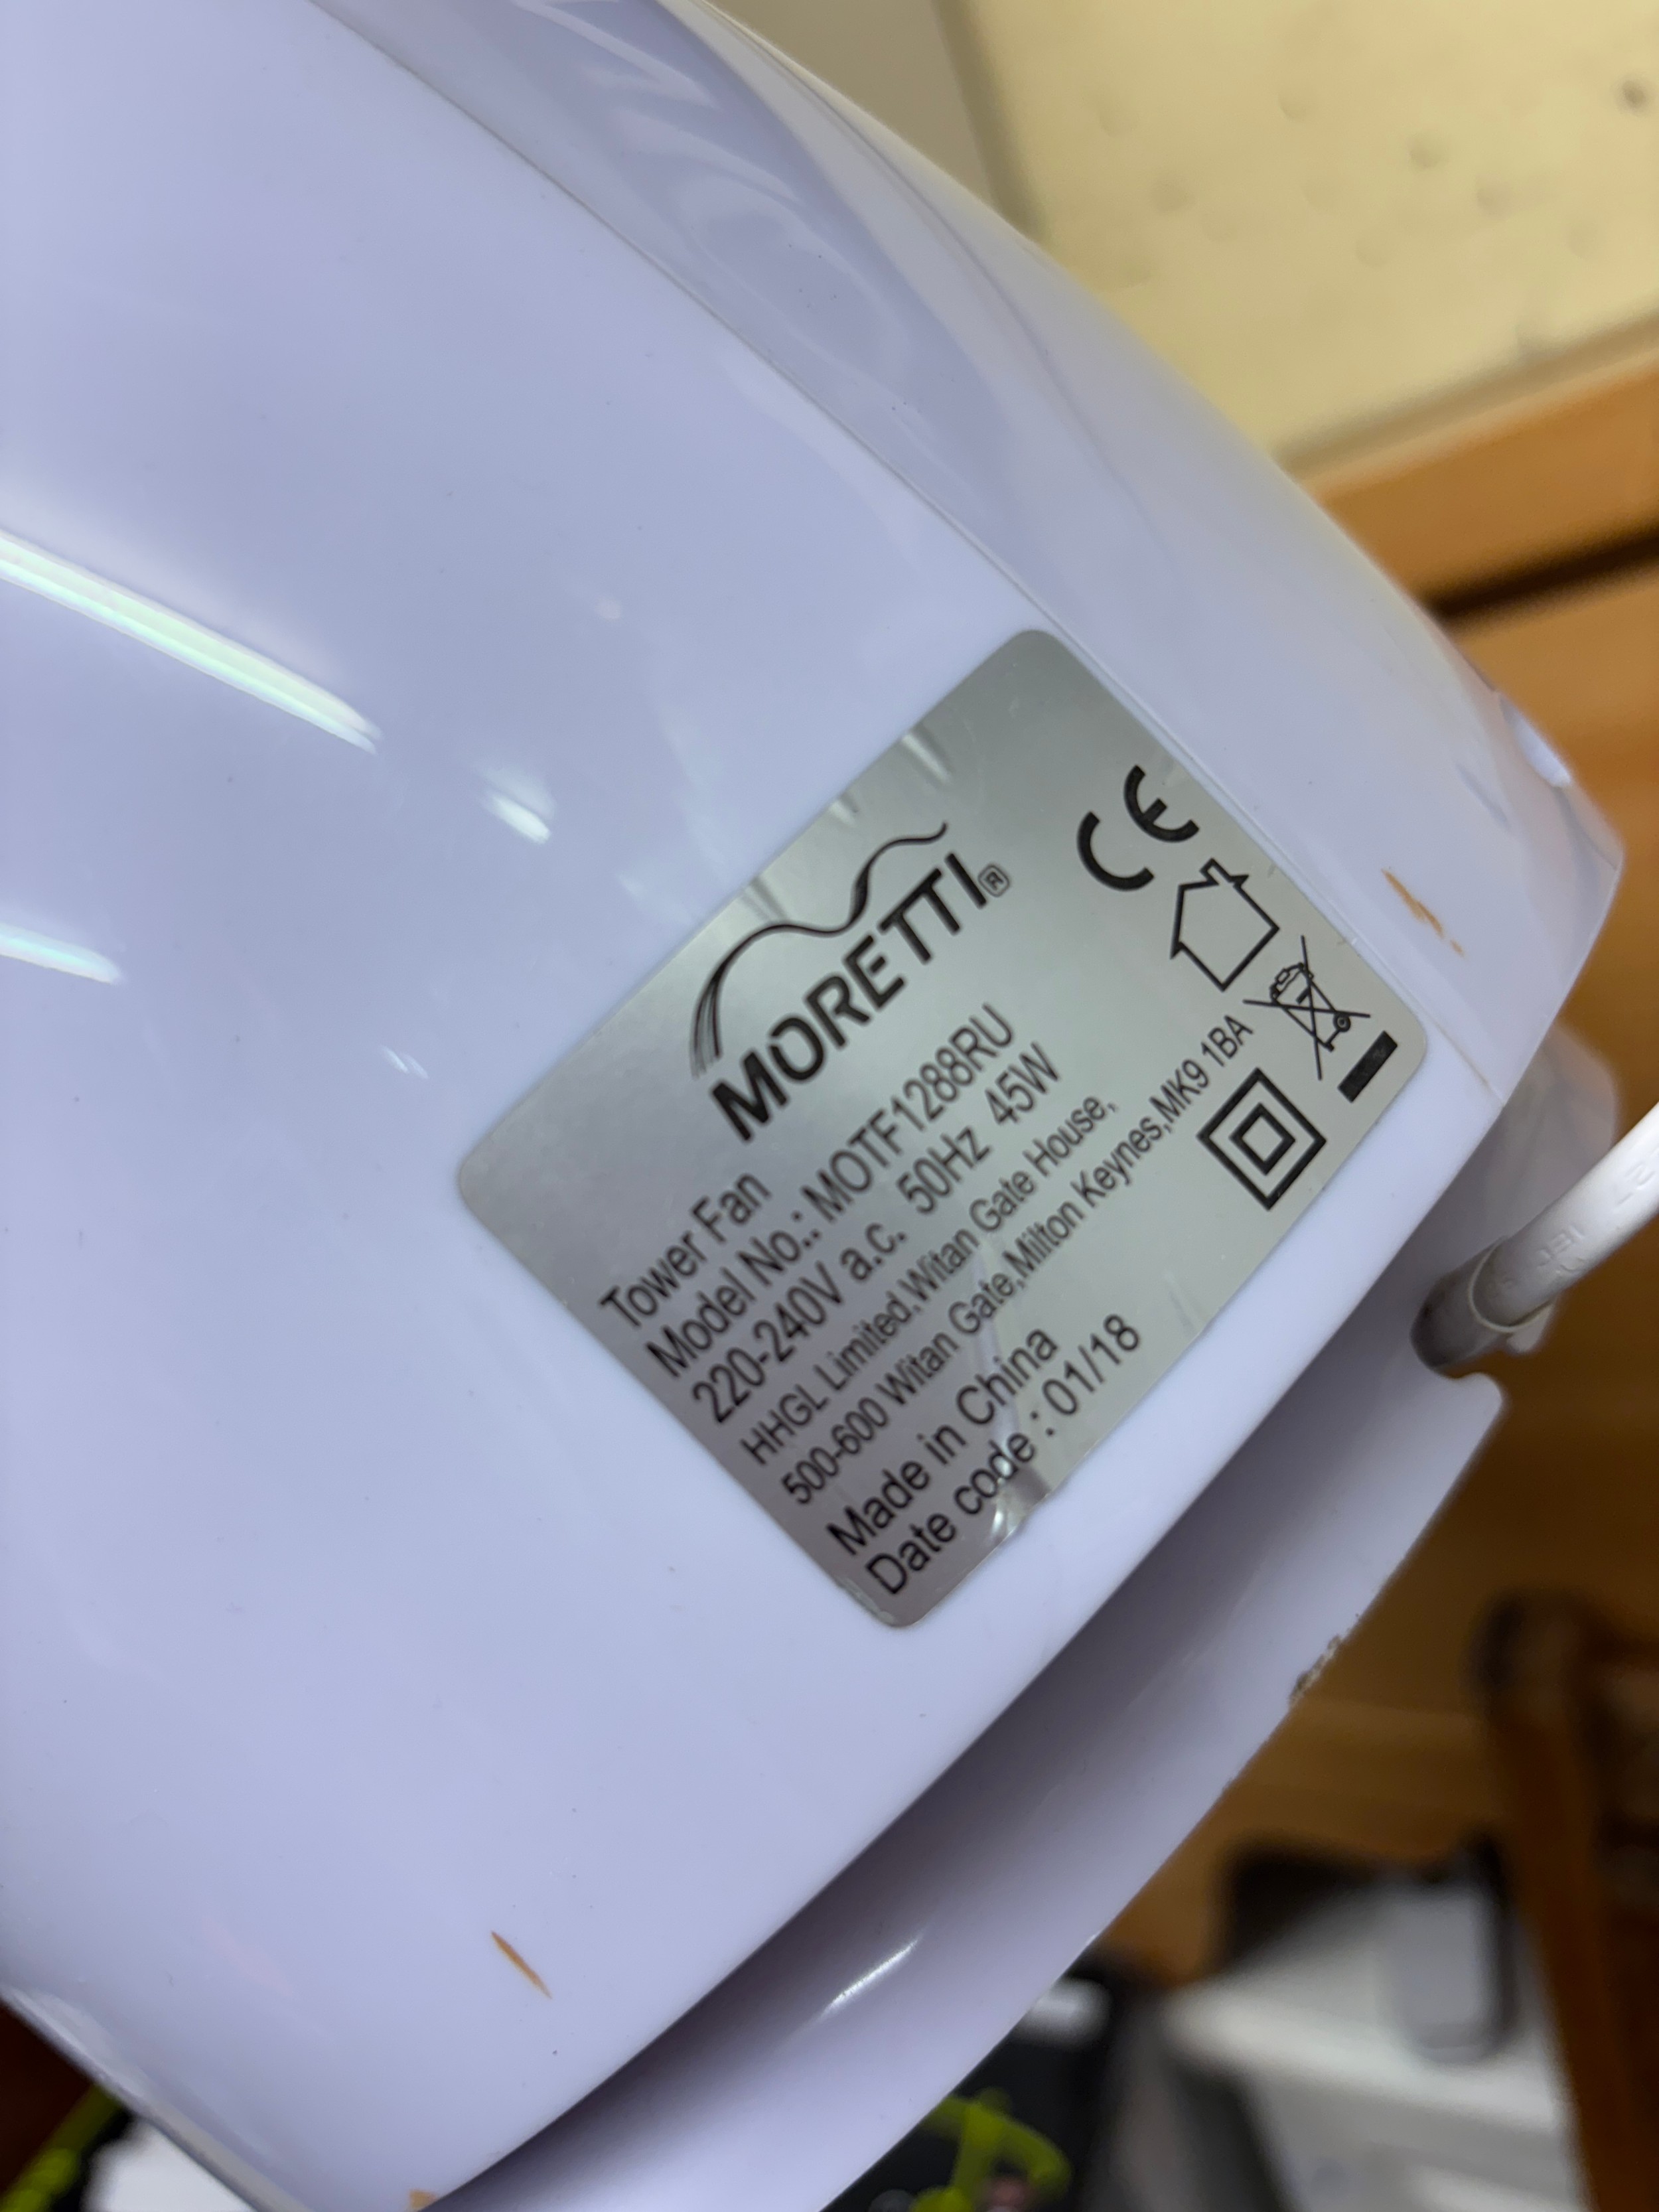 MORETTI®
CE
Tower Fan
Model No.: MOTF1288RU
220-240V a.c. 50Hz 45W
HHGL Limited,Witan Gate House,
500-600 Witan Gate,Milton Keynes,MK9 1BA
Made in China
Date code : 01/18